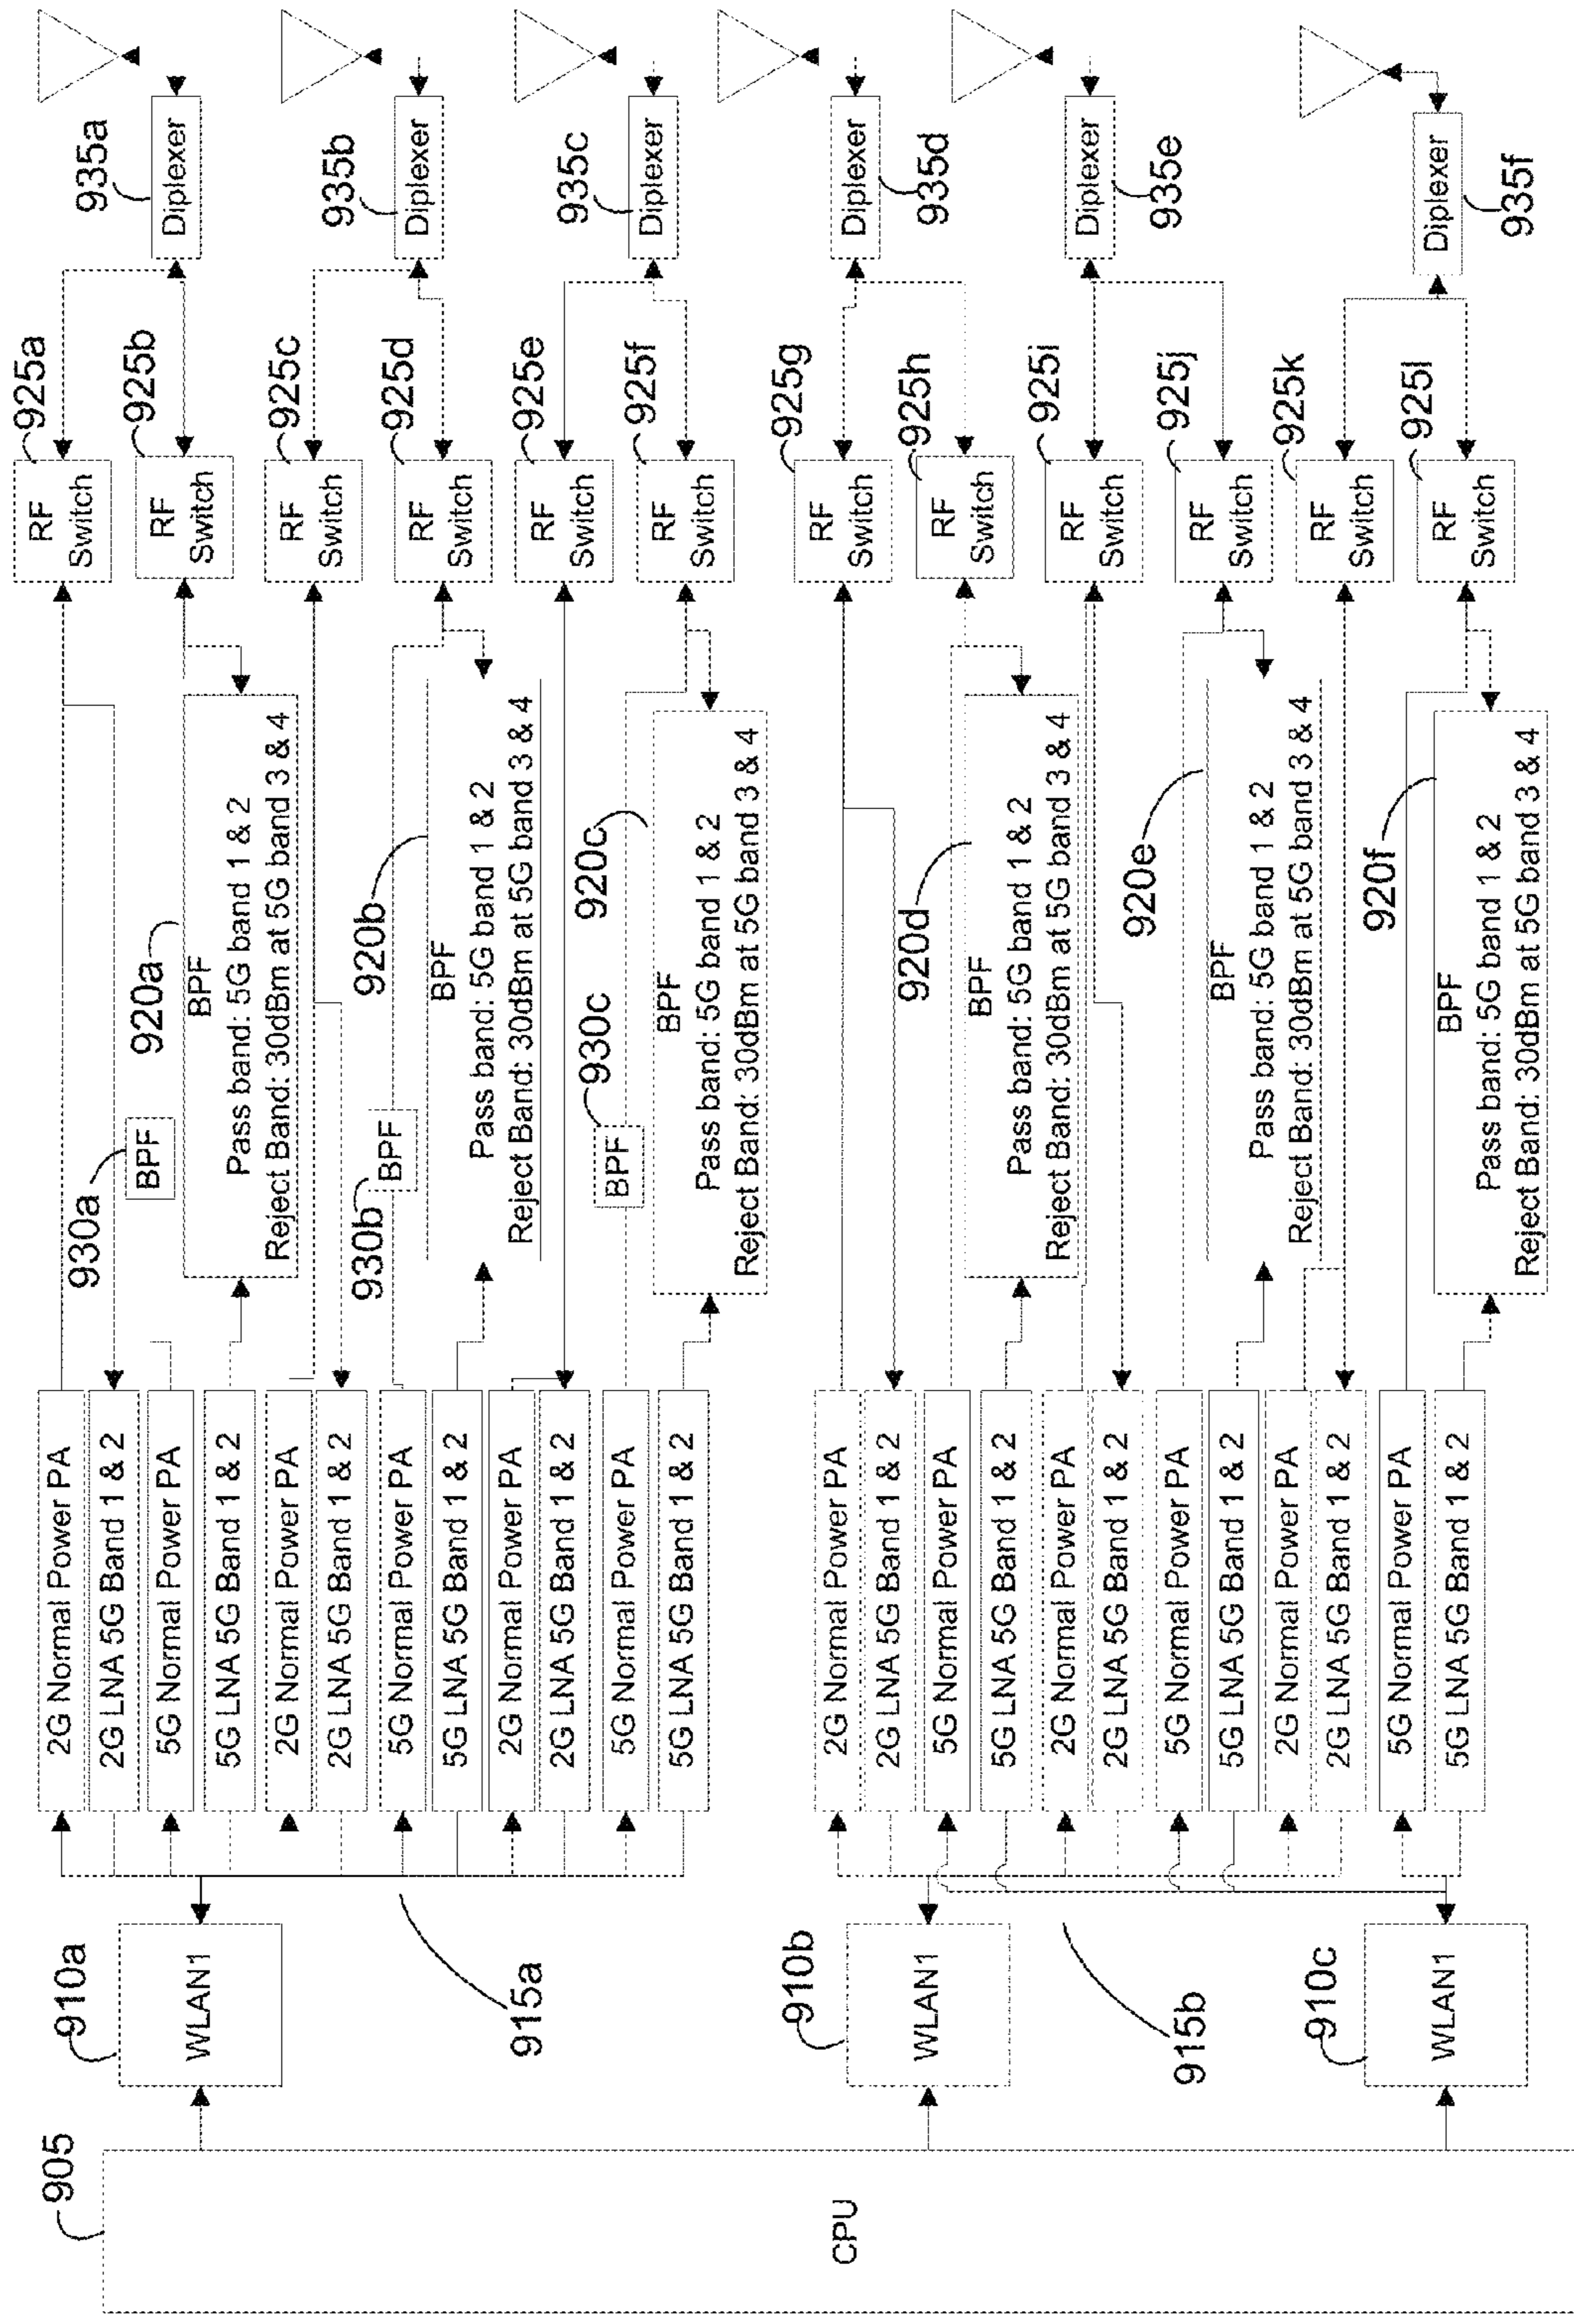 905
CPU
910a
WLAN1
910b
WLAN1
910c
WLAN1
915a
915b
2G Normal Power PA
2G LNA 5G Band 1 & 2
5G Normal Power PA
5G LNA 5G Band 1 & 2
2G Normal Power PA
2G LNA 5G Band 1 & 2
5G Normal Power PA
5G LNA 5G Band 1 & 2
2G Normal Power PA
2G LNA 5G Band 1 & 2
5G Normal Power PA
5G LNA 5G Band 1 & 2
2G Normal Power PA
2G LNA 5G Band 1 & 2
5G Normal Power PA
5G LNA 5G Band 1 & 2
2G Normal Power PA
2G LNA 5G Band 1 & 2
5G Normal Power PA
5G LNA 5G Band 1 & 2
2G Normal Power PA
2G LNA 5G Band 1 & 2
5G Normal Power PA
5G LNA 5G Band 1 & 2
930a
BPF
920a
BPF
Pass band: 5G band 1 & 2
Reject Band: 30dBm at 5G band 3 & 4
930b
BPF
920b
BPF
Pass band: 5G band 1 & 2
Reject Band: 30dBm at 5G band 3 & 4
930c
BPF
920c
BPF
Pass band: 5G band 1 & 2
Reject Band: 30dBm at 5G band 3 & 4
920d
BPF
Pass band: 5G band 1 & 2
Reject Band: 30dBm at 5G band 3 & 4
920e
BPF
Pass band: 5G band 1 & 2
Reject Band: 30dBm at 5G band 3 & 4
920f
BPF
Pass band: 5G band 1 & 2
Reject Band: 30dBm at 5G band 3 & 4
925a
RF
Switch
925b
RF
Switch
925c
RF
Switch
925d
RF
Switch
925e
RF
Switch
925f
RF
Switch
925g
RF
Switch
925h
RF
Switch
925i
RF
Switch
925j
RF
Switch
925k
RF
Switch
925l
RF
Switch
935a
Diplexer
935b
Diplexer
935c
Diplexer
935d
Diplexer
935e
Diplexer
935f
Diplexer